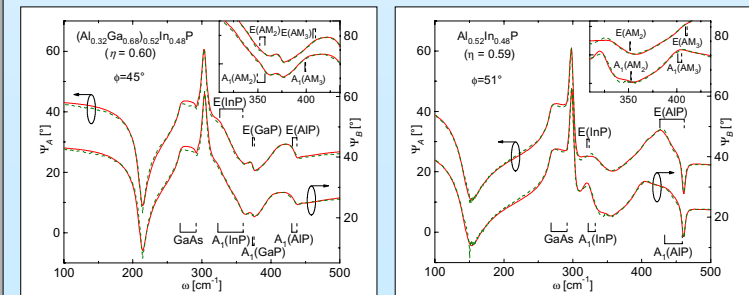 (Al0.32Ga0.68)0.52In0.48P
(η = 0.60)
ϕ=45°
E(AM2)
E(AM3)
A1(AM2)
A1(AM3)
350 400
E(InP)
E(GaP)
E(AlP)
GaAs
A1(InP)
A1(GaP)
A1(AlP)
60
40
20
0
ΨA [°]
80
60
40
20
ΨB [°]
100 200 300 400 500
ω [cm-1]
Al0.52In0.48P
(η = 0.59)
ϕ=51°
E(AM2)
E(AM3)
A1(AM2)
A1(AM3)
350 400
E(InP)
E(AlP)
GaAs
A1(InP)
A1(AlP)
60
40
20
0
ΨA [°]
80
60
40
20
ΨB [°]
100 200 300 400 500
ω [cm-1]